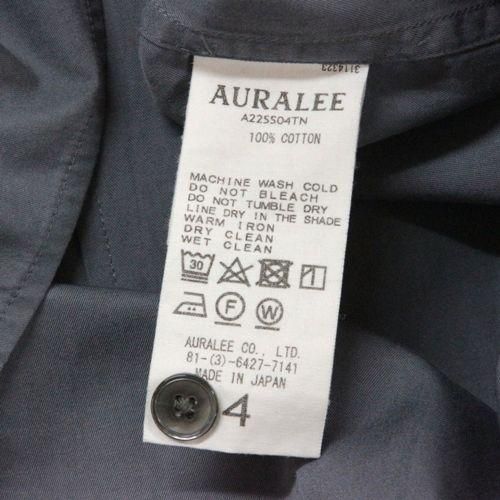 3114323
AURALEE
A22SS04TN
100% COTTON
MACHINE WASH COLD
DO NOT BLEACH
DO NOT TUMBLE DRY
LINE DRY IN THE SHADE
WARM IRON
DRY CLEAN
WET CLEAN
30
F W
AURALEE CO., LTD.
81-(3)-6427-7141
MADE IN JAPAN
4